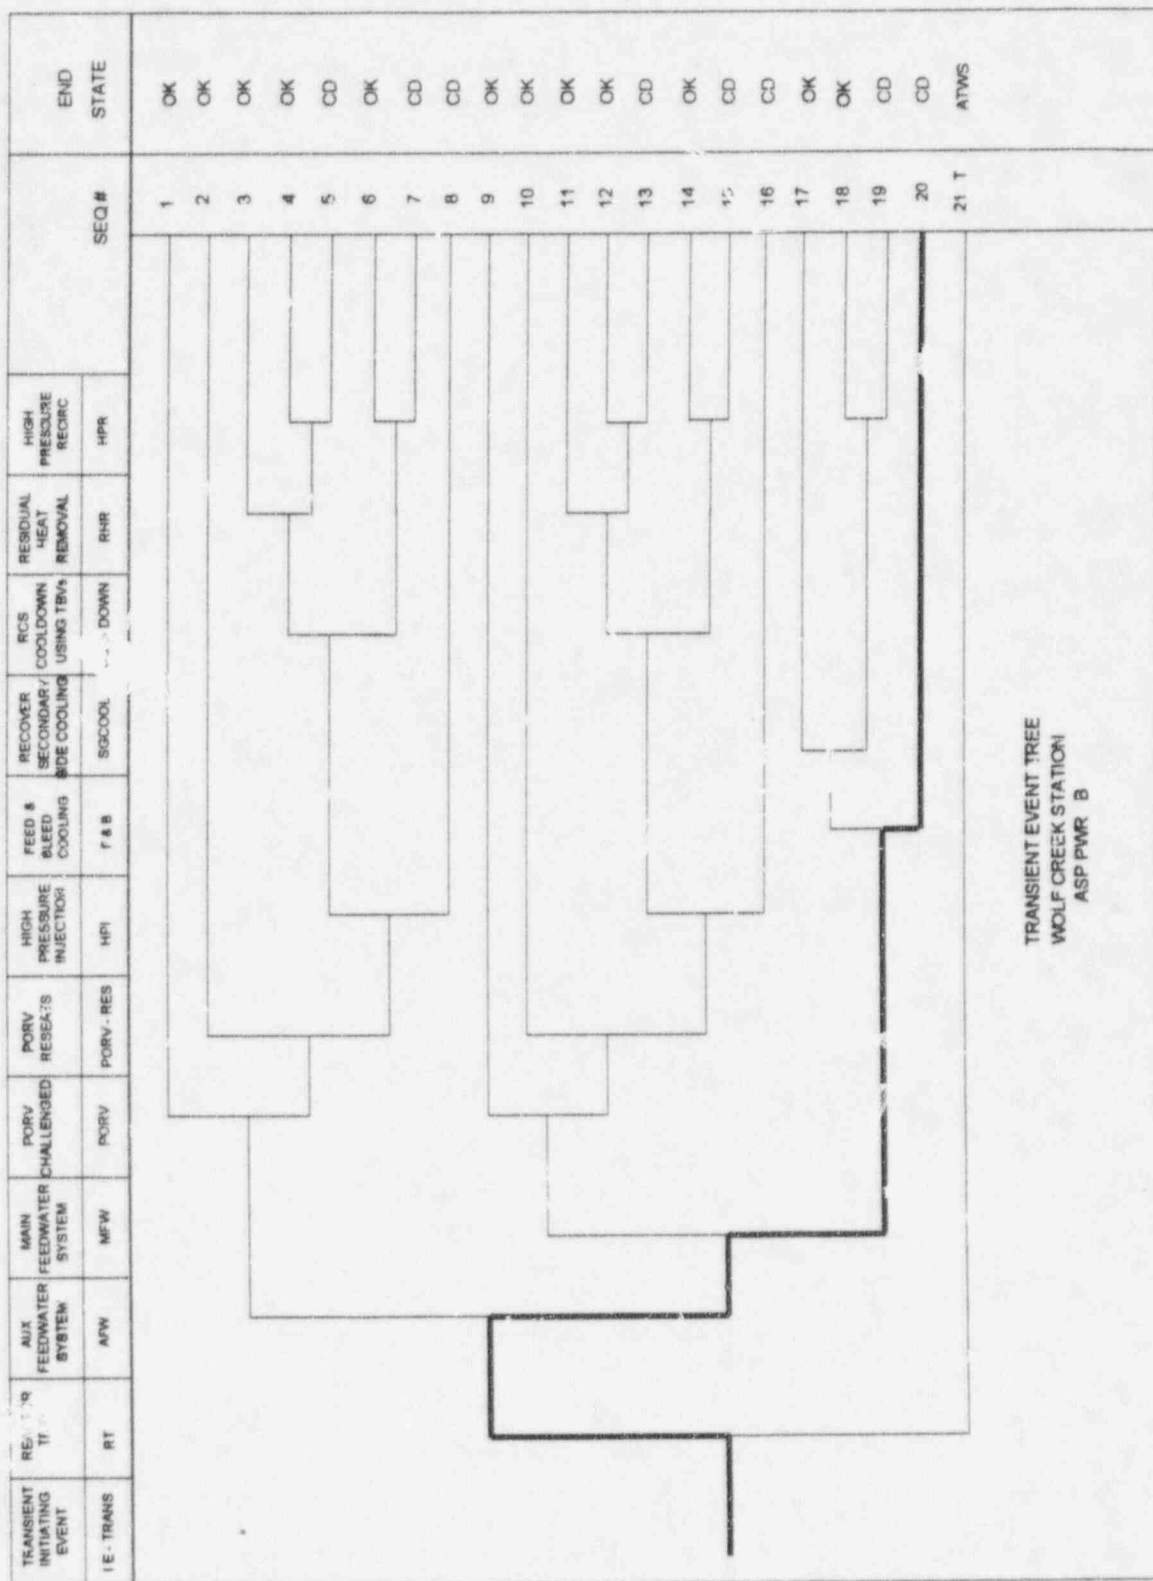 TRANSIENT
INITIATING
EVENT
AUX
FEEDWATER
SYSTEM
MAIN
FEEDWATER
SYSTEM
PORV
CHALLENGED
PORV
RESEATS
HIGH
PRESSURE
INJECTION
FEED &
BLEED
COOLING
RECOVER
SECONDARY
SIDE COOLING
RCS
COOLDOWN
USING TBVs
RESIDUAL
HEAT
REMOVAL
HIGH
PRESSURE
RECIRC
SEQ #
END
STATE
IE - TRANS
RT
AFW
MFW
PORV
PORV - RES
HPI
F & B
SGCOOL
DOWN
RHR
HPR
1 OK
2 OK
3 OK
4 OK
5 CD
6 OK
7 CD
8 CD
9 OK
10 OK
11 OK
12 OK
13 CD
14 OK
15 CD
16 CD
17 OK
18 OK
19 CD
20 CD
21 T ATWS
TRANSIENT EVENT TREE
WOLF CREEK STATION
ASP PWR B